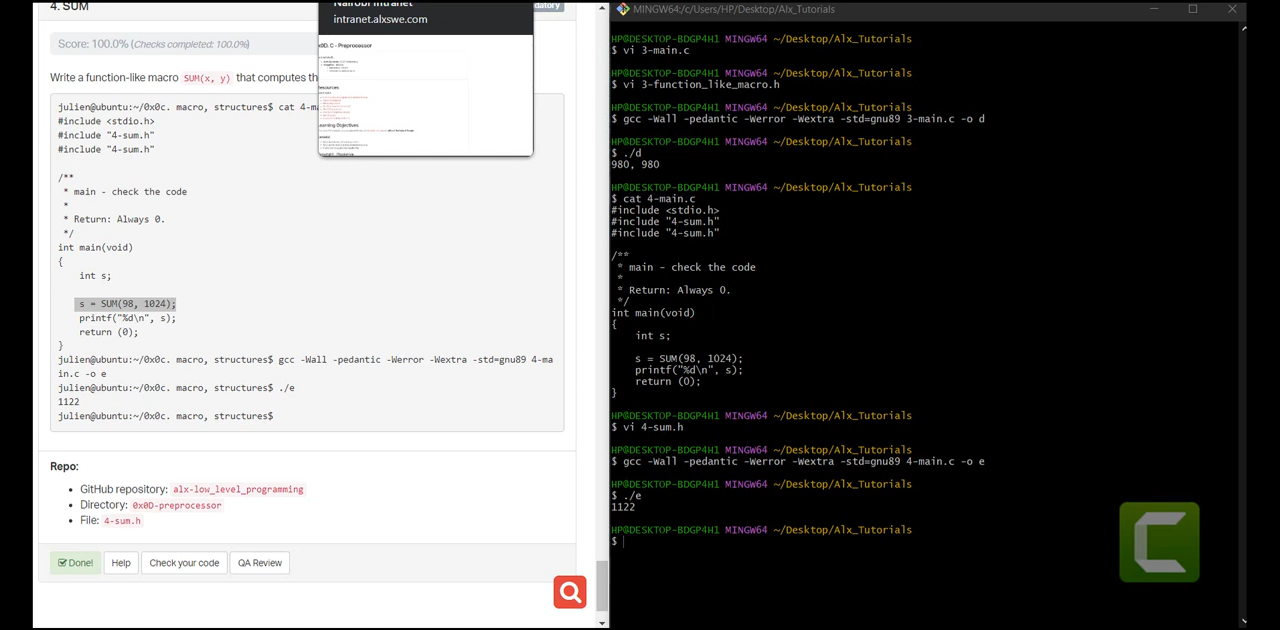 4. SUM
datory
Score: 100.0% (Checks completed: 100.0%)
Write a function-like macro SUM(x, y) that computes th
julien@ubuntu:~/0x0c. macro, structures$ cat 4-ma
#include <stdio.h>
#include "4-sum.h"
#include "4-sum.h"
/**
* main - check the code
*
* Return: Always 0.
*/
int main(void)
{
int s;
s = SUM(98, 1024);
printf("%d\n", s);
return (0);
}
julien@ubuntu:~/0x0c. macro, structures$ gcc -Wall -pedantic -Werror -Wextra -std=gnu89 4-ma
in.c -o e
julien@ubuntu:~/0x0c. macro, structures$ ./e
1122
julien@ubuntu:~/0x0c. macro, structures$
Repo:
GitHub repository: alx-low_level_programming
Directory: 0x0D-preprocessor
File: 4-sum.h
Done!
Help
Check your code
QA Review
Nairobi Intranet
intranet.alxswe.com
x0D. C - Preprocessor
Resources
Learning Objectives
MINGW64:/c/Users/HP/Desktop/Alx_Tutorials
HP@DESKTOP-BDGP4H1 MINGW64 ~/Desktop/Alx_Tutorials
$ vi 3-main.c
HP@DESKTOP-BDGP4H1 MINGW64 ~/Desktop/Alx_Tutorials
$ vi 3-function_like_macro.h
HP@DESKTOP-BDGP4H1 MINGW64 ~/Desktop/Alx_Tutorials
$ gcc -Wall -pedantic -Werror -Wextra -std=gnu89 3-main.c -o d
HP@DESKTOP-BDGP4H1 MINGW64 ~/Desktop/Alx_Tutorials
$ ./d
980, 980
HP@DESKTOP-BDGP4H1 MINGW64 ~/Desktop/Alx_Tutorials
$ cat 4-main.c
#include <stdio.h>
#include "4-sum.h"
#include "4-sum.h"
/**
* main - check the code
*
* Return: Always 0.
*/
int main(void)
{
int s;
s = SUM(98, 1024);
printf("%d\n", s);
return (0);
}
HP@DESKTOP-BDGP4H1 MINGW64 ~/Desktop/Alx_Tutorials
$ vi 4-sum.h
HP@DESKTOP-BDGP4H1 MINGW64 ~/Desktop/Alx_Tutorials
$ gcc -Wall -pedantic -Werror -Wextra -std=gnu89 4-main.c -o e
HP@DESKTOP-BDGP4H1 MINGW64 ~/Desktop/Alx_Tutorials
$ ./e
1122
HP@DESKTOP-BDGP4H1 MINGW64 ~/Desktop/Alx_Tutorials
$